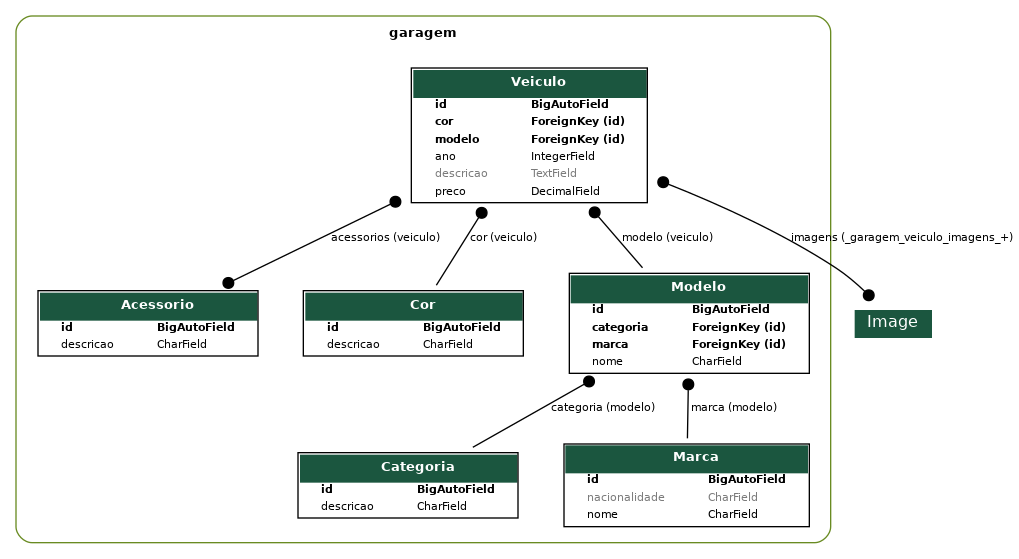 garagem
Veiculo
id BigAutoField
cor ForeignKey (id)
modelo ForeignKey (id)
ano IntegerField
descricao TextField
preco DecimalField
acessorios (veiculo)
cor (veiculo)
modelo (veiculo)
imagens (_garagem_veiculo_imagens_+)
Acessorio
id BigAutoField
descricao CharField
Cor
id BigAutoField
descricao CharField
Modelo
id BigAutoField
categoria ForeignKey (id)
marca ForeignKey (id)
nome CharField
Image
categoria (modelo)
marca (modelo)
Categoria
id BigAutoField
descricao CharField
Marca
id BigAutoField
nacionalidade CharField
nome CharField